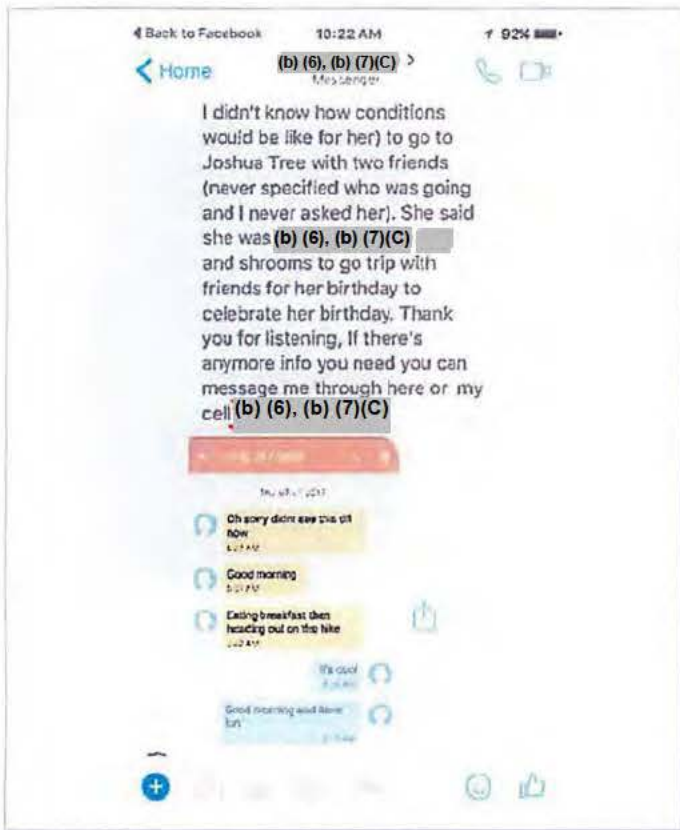 Back to Facebook 10:22 AM 92%
Home (b) (6), (b) (7)(C) >
Messenger
I didn't know how conditions
would be like for her) to go to
Joshua Tree with two friends
(never specified who was going
and I never asked her). She said
she was (b) (6), (b) (7)(C)
and shrooms to go trip with
friends for her birthday to
celebrate her birthday. Thank
you for listening, If there's
anymore info you need you can
message me through here or my
cell (b) (6), (b) (7)(C)
Oh sorry didnt see this till
now
Good morning
Eating breakfast then
heading out on the hike
It's cool
Good morning and have
fun